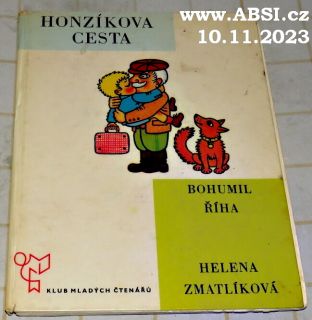 www.ABSI.cz
10.11.2023
HONZÍKOVA
CESTA
BOHUMIL
ŘÍHA
HELENA
ZMATLÍKOVÁ
KLUB MLADÝCH ČTENÁŘŮ